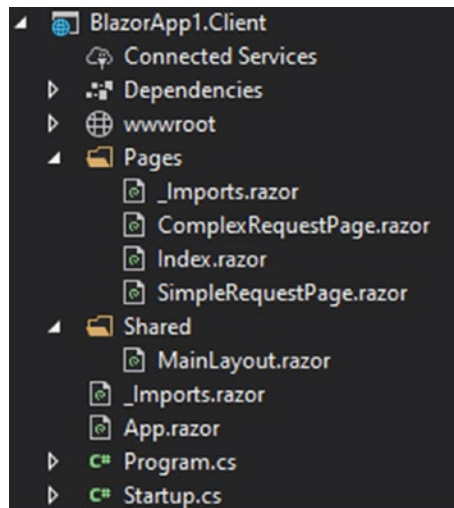 BlazorApp1.Client
Connected Services
Dependencies
wwwroot
Pages
_Imports.razor
ComplexRequestPage.razor
Index.razor
SimpleRequestPage.razor
Shared
MainLayout.razor
_Imports.razor
App.razor
C# Program.cs
C# Startup.cs